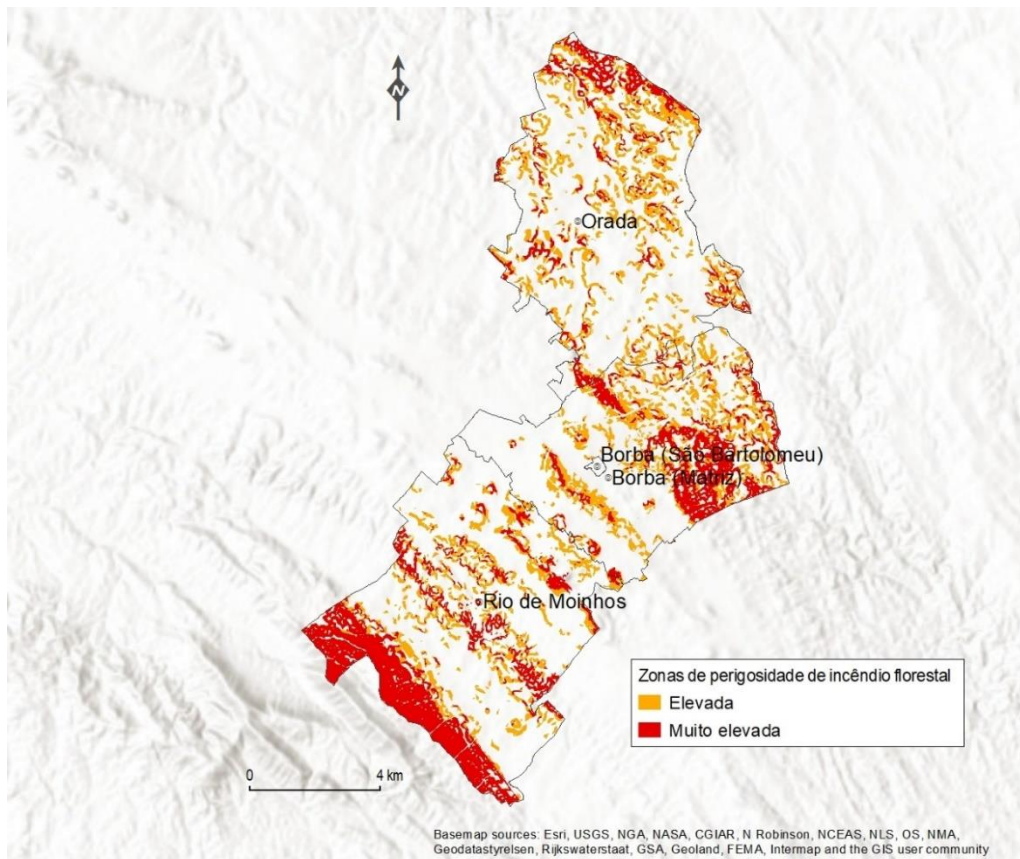 N
Orada
Borba (São Bartolomeu)
Borba (Matriz)
Rio de Moinhos
Zonas de perigosidade de incêndio florestal
Elevada
Muito elevada
0 4 km
Basemap sources: Esri, USGS, NGA, NASA, CGIAR, N Robinson, NCEAS, NLS, OS, NMA,
Geodatastyrelsen, Rijkswaterstaat, GSA, Geoland, FEMA, Intermap and the GIS user community